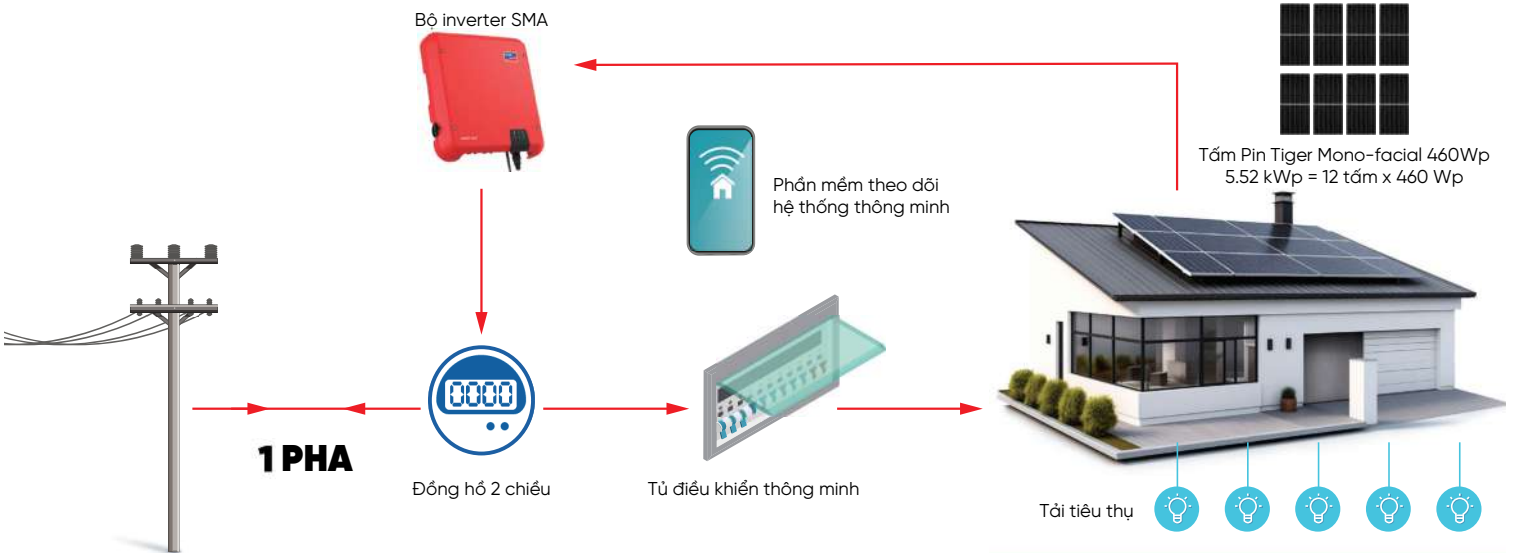 Bộ inverter SMA
Tấm Pin Tiger Mono-facial 460Wp
5.52 kWp = 12 tấm x 460 Wp
Phần mềm theo dõi
hệ thống thông minh
0000
1 PHA
Đồng hồ 2 chiều
Tủ điều khiển thông minh
Tải tiêu thụ